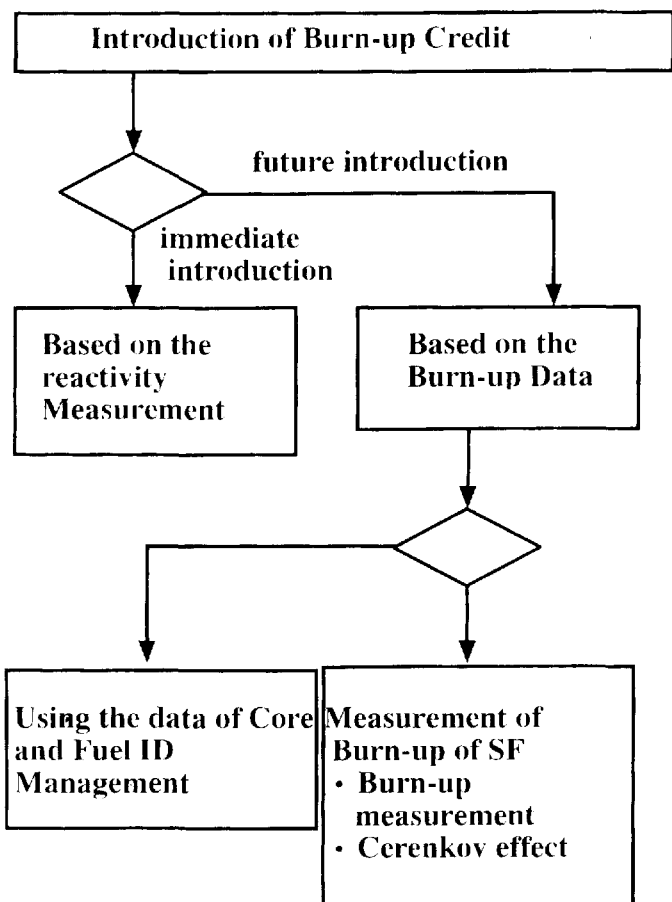 Introduction of Burn-up Credit
future introduction
immediate
introduction
Based on the
reactivity
Measurement
Based on the
Burn-up Data
Using the data of Core
and Fuel ID
Management
Measurement of
Burn-up of SF
· Burn-up
measurement
· Cerenkov effect